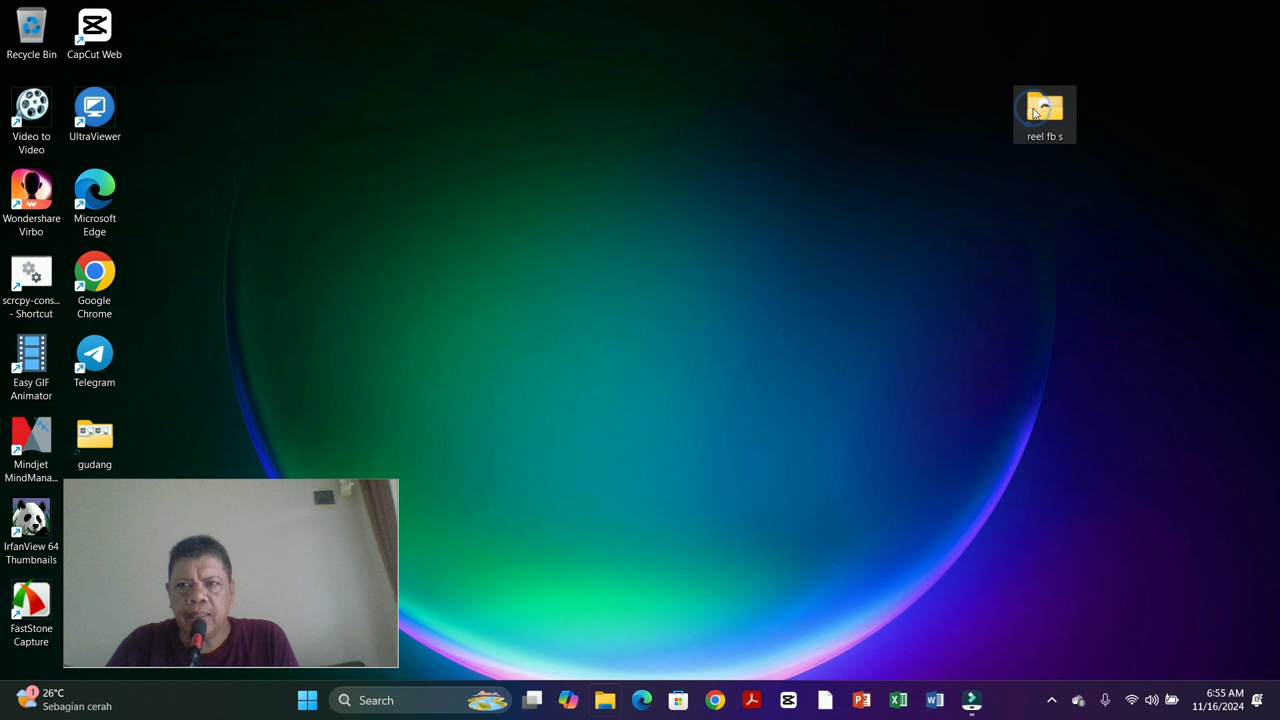 Recycle Bin
CapCut Web
Video to
Video
UltraViewer
Wondershare
Virbo
Microsoft
Edge
scrcpy-cons...
- Shortcut
Google
Chrome
Easy GIF
Animator
Telegram
Mindjet
MindMana...
gudang
IrfanView 64
Thumbnails
FastStone
Capture
reel fb s
1
26°C
Sebagian cerah
Search
6:55 AM
11/16/2024